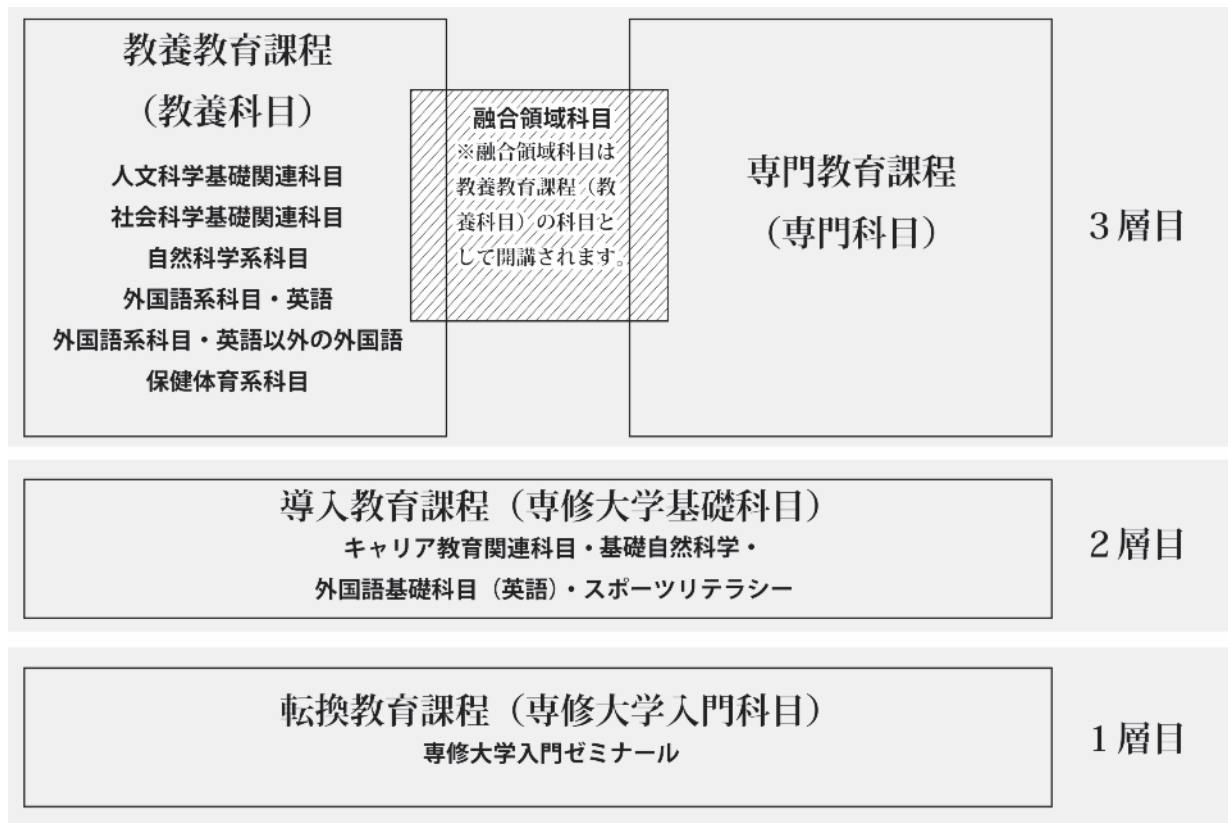 教養教育課程
（教養科目）
人文科学基礎関連科目
社会科学基礎関連科目
自然科学系科目
外国語系科目・英語
外国語系科目・英語以外の外国語
保健体育系科目
融合領域科目
※融合領域科目は
教養教育課程（教
養科目）の科目と
して開講されます。
専門教育課程
（専門科目）
３層目
導入教育課程（専修大学基礎科目）
キャリア教育関連科目・基礎自然科学・
外国語基礎科目（英語）・スポーツリテラシー
２層目
転換教育課程（専修大学入門科目）
専修大学入門ゼミナール
１層目